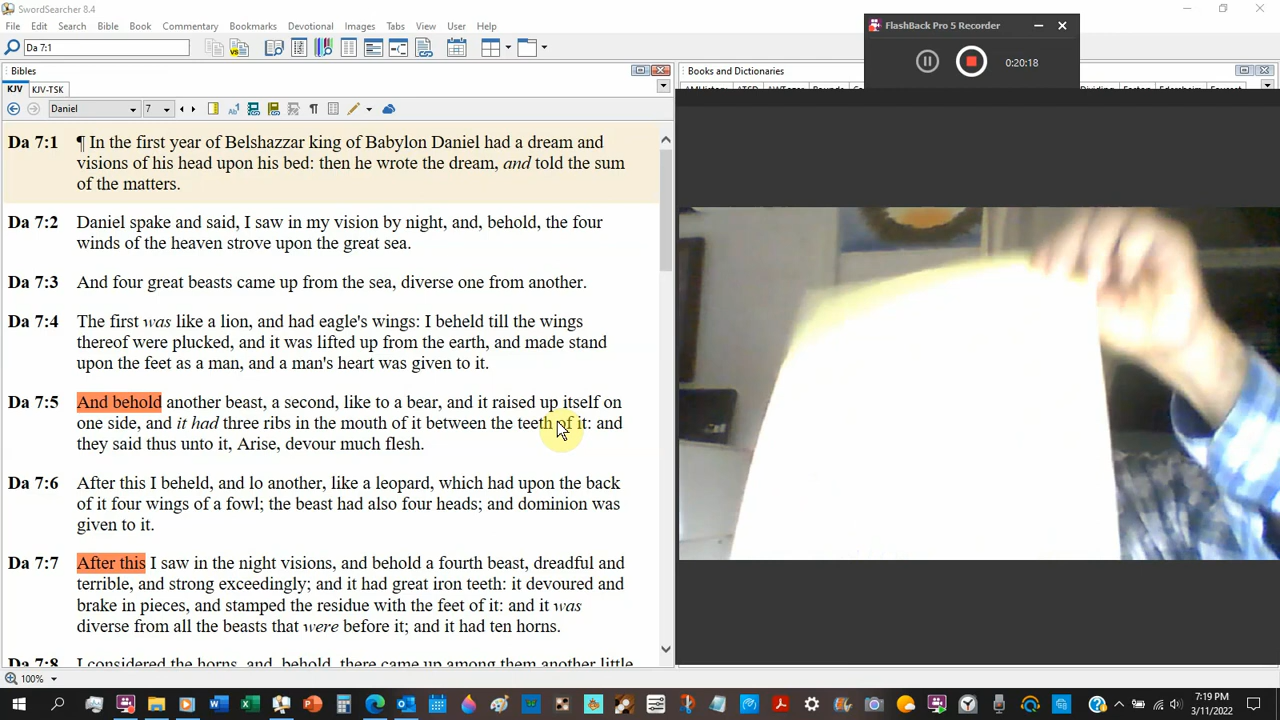 SwordSearcher 8.4
File Edit Search Bible Book Commentary Bookmarks Devotional Images Tabs View User Help
Da 7:1
FlashBack Pro 5 Recorder
0:20:18
Bibles
Books and Dictionaries
KJV KJV-TSK
Daniel 7
Da 7:1 ¶ In the first year of Belshazzar king of Babylon Daniel had a dream and
visions of his head upon his bed: then he wrote the dream, and told the sum
of the matters.
Da 7:2 Daniel spake and said, I saw in my vision by night, and, behold, the four
winds of the heaven strove upon the great sea.
Da 7:3 And four great beasts came up from the sea, diverse one from another.
Da 7:4 The first was like a lion, and had eagle's wings: I beheld till the wings
thereof were plucked, and it was lifted up from the earth, and made stand
upon the feet as a man, and a man's heart was given to it.
Da 7:5 And behold another beast, a second, like to a bear, and it raised up itself on
one side, and it had three ribs in the mouth of it between the teeth of it: and
they said thus unto it, Arise, devour much flesh.
Da 7:6 After this I beheld, and lo another, like a leopard, which had upon the back
of it four wings of a fowl; the beast had also four heads; and dominion was
given to it.
Da 7:7 After this I saw in the night visions, and behold a fourth beast, dreadful and
terrible, and strong exceedingly; and it had great iron teeth: it devoured and
brake in pieces, and stamped the residue with the feet of it: and it was
diverse from all the beasts that were before it; and it had ten horns.
Da 7:8 I considered the horns, and, behold, there came up among them another little
100%
7:19 PM
3/11/2022